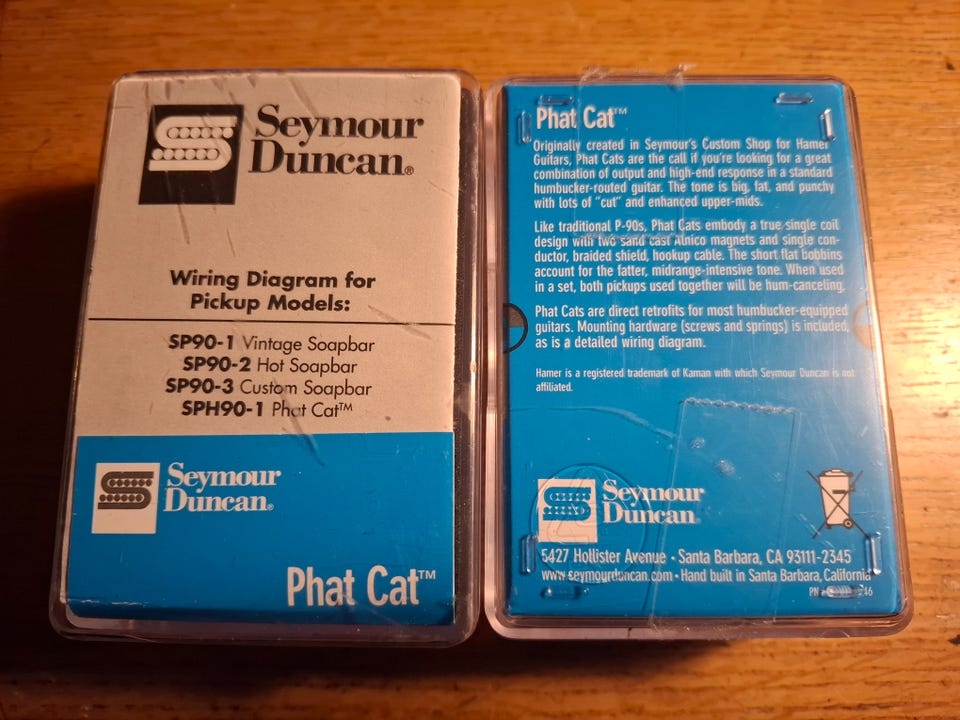 Seymour
Duncan®
Wiring Diagram for
Pickup Models:
SP90-1 Vintage Soapbar
SP90-2 Hot Soapbar
SP90-3 Custom Soapbar
SPH90-1 Phat Cat™
Seymour
Duncan®
Phat Cat™
Phat Cat™
Originally created in Seymour's Custom Shop for Hamer
Guitars, Phat Cats are the call if you're looking for a great
combination of output and high-end response in a standard
humbucker-routed guitar. The tone is big, fat, and punchy
with lots of "cut" and enhanced upper-mids.
Like traditional P-90s, Phat Cats embody a true single coil
design with two sand cast Alnico magnets and single con-
ductor, braided shield, hookup cable. The short flat bobbins
account for the fatter, midrange-intensive tone. When used
in a set, both pickups used together will be hum-canceling.
Phat Cats are direct retrofits for most humbucker-equipped
guitars. Mounting hardware (screws and springs) is included,
as is a detailed wiring diagram.
Hamer is a registered trademark of Kaman with which Seymour Duncan is not
affiliated.
Seymour
Duncan
5427 Hollister Avenue • Santa Barbara, CA 93111-2345
www.seymourduncan.com • Hand built in Santa Barbara, California
PN